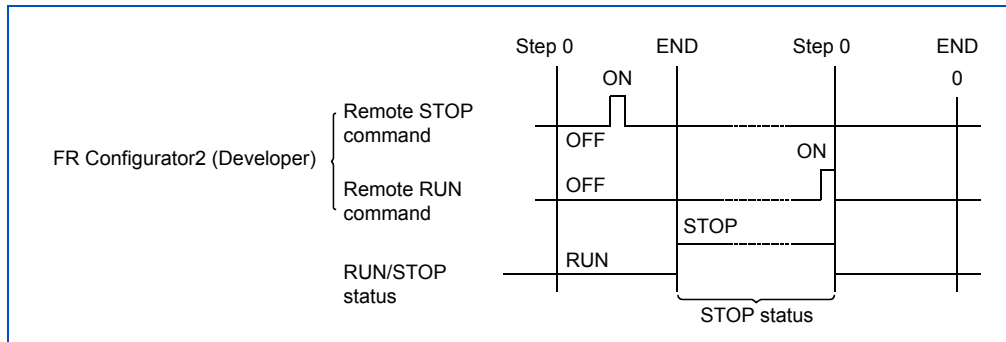 Step 0 END Step 0 END
ON 0
Remote STOP
command
OFF
ON
FR Configurator2 (Developer)
Remote RUN
command
OFF
STOP
RUN/STOP
status
RUN
STOP status